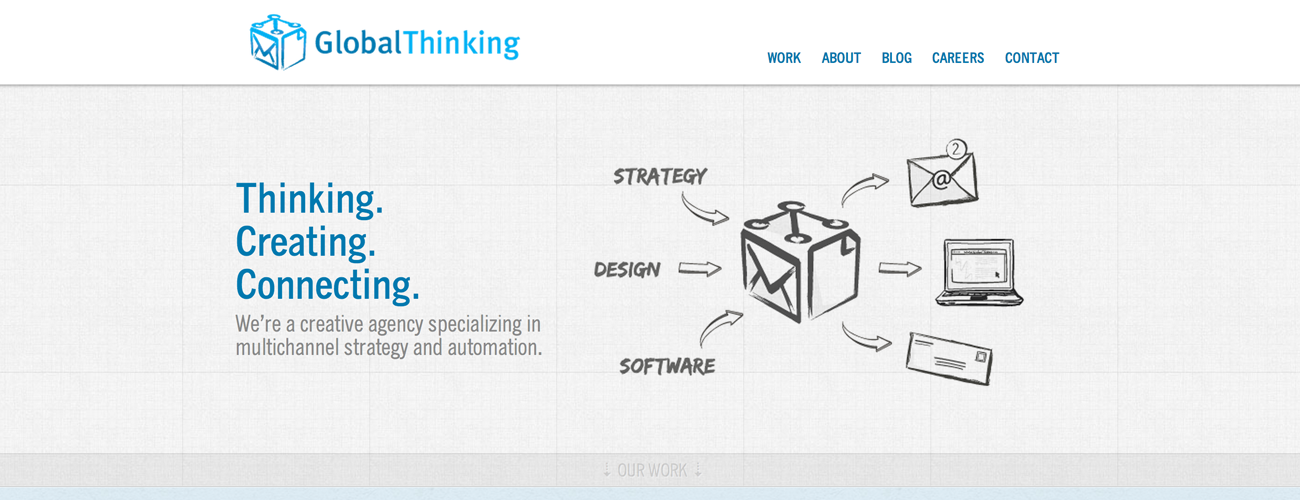 GlobalThinking
WORK ABOUT BLOG CAREERS CONTACT
Thinking.
Creating.
Connecting.
We're a creative agency specializing in
multichannel strategy and automation.
STRATEGY
DESIGN
SOFTWARE
2
@
↓ OUR WORK ↓